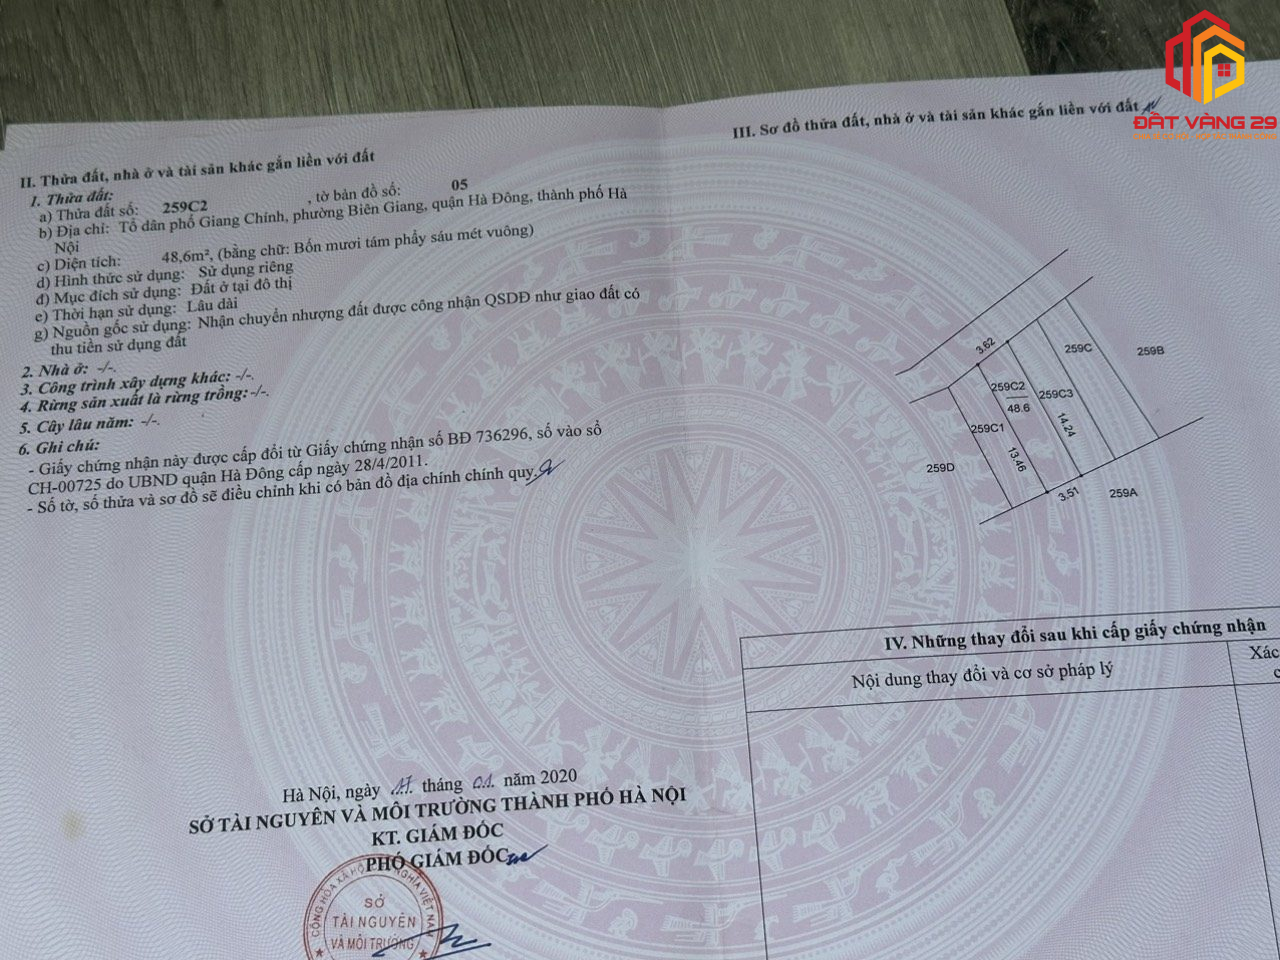 ĐẤT VÀNG 29
II. Thửa đất, nhà ở và tài sản khác gắn liền với đất
1. Thửa đất:
a) Thửa đất số: 259C2 , tờ bản đồ số: 05
b) Địa chỉ: Tổ dân phố Giang Chính, phường Biên Giang, quận Hà Đông, thành phố Hà
Nội
c) Diện tích: 48,6m², (bằng chữ: Bốn mươi tám phẩy sáu mét vuông)
d) Hình thức sử dụng: Sử dụng riêng
đ) Mục đích sử dụng: Đất ở tại đô thị
e) Thời hạn sử dụng: Lâu dài
g) Nguồn gốc sử dụng: Nhận chuyển nhượng đất được công nhận QSDĐ như giao đất có
thu tiền sử dụng đất
2. Nhà ở: -/-.
3. Công trình xây dựng khác: -/-.
4. Rừng sản xuất là rừng trồng: -/-.
5. Cây lâu năm: -/-.
6. Ghi chú:
- Giấy chứng nhận này được cấp đổi từ Giấy chứng nhận số BĐ 736296, số vào sổ
CH-00725 do UBND quận Hà Đông cấp ngày 28/4/2011.
- Số tờ, số thửa và sơ đồ sẽ điều chỉnh khi có bản đồ địa chính chính quy.
Hà Nội, ngày 17 tháng 01 năm 2020
SỞ TÀI NGUYÊN VÀ MÔI TRƯỜNG THÀNH PHỐ HÀ NỘI
KT. GIÁM ĐỐC
PHÓ GIÁM ĐỐC
CỘNG HÒA XÃ HỘI NGHĨA VIỆT NAM
SỞ
TÀI NGUYÊN
VÀ MÔI TRƯỜNG
III. Sơ đồ thửa đất, nhà ở và tài sản khác gắn liền với đất
3.62
259C
259B
259C2
48.6
259C3
259C1
14.24
13.46
259D
3.51
259A
IV. Những thay đổi sau khi cấp giấy chứng nhận
Nội dung thay đổi và cơ sở pháp lý
Xác
c